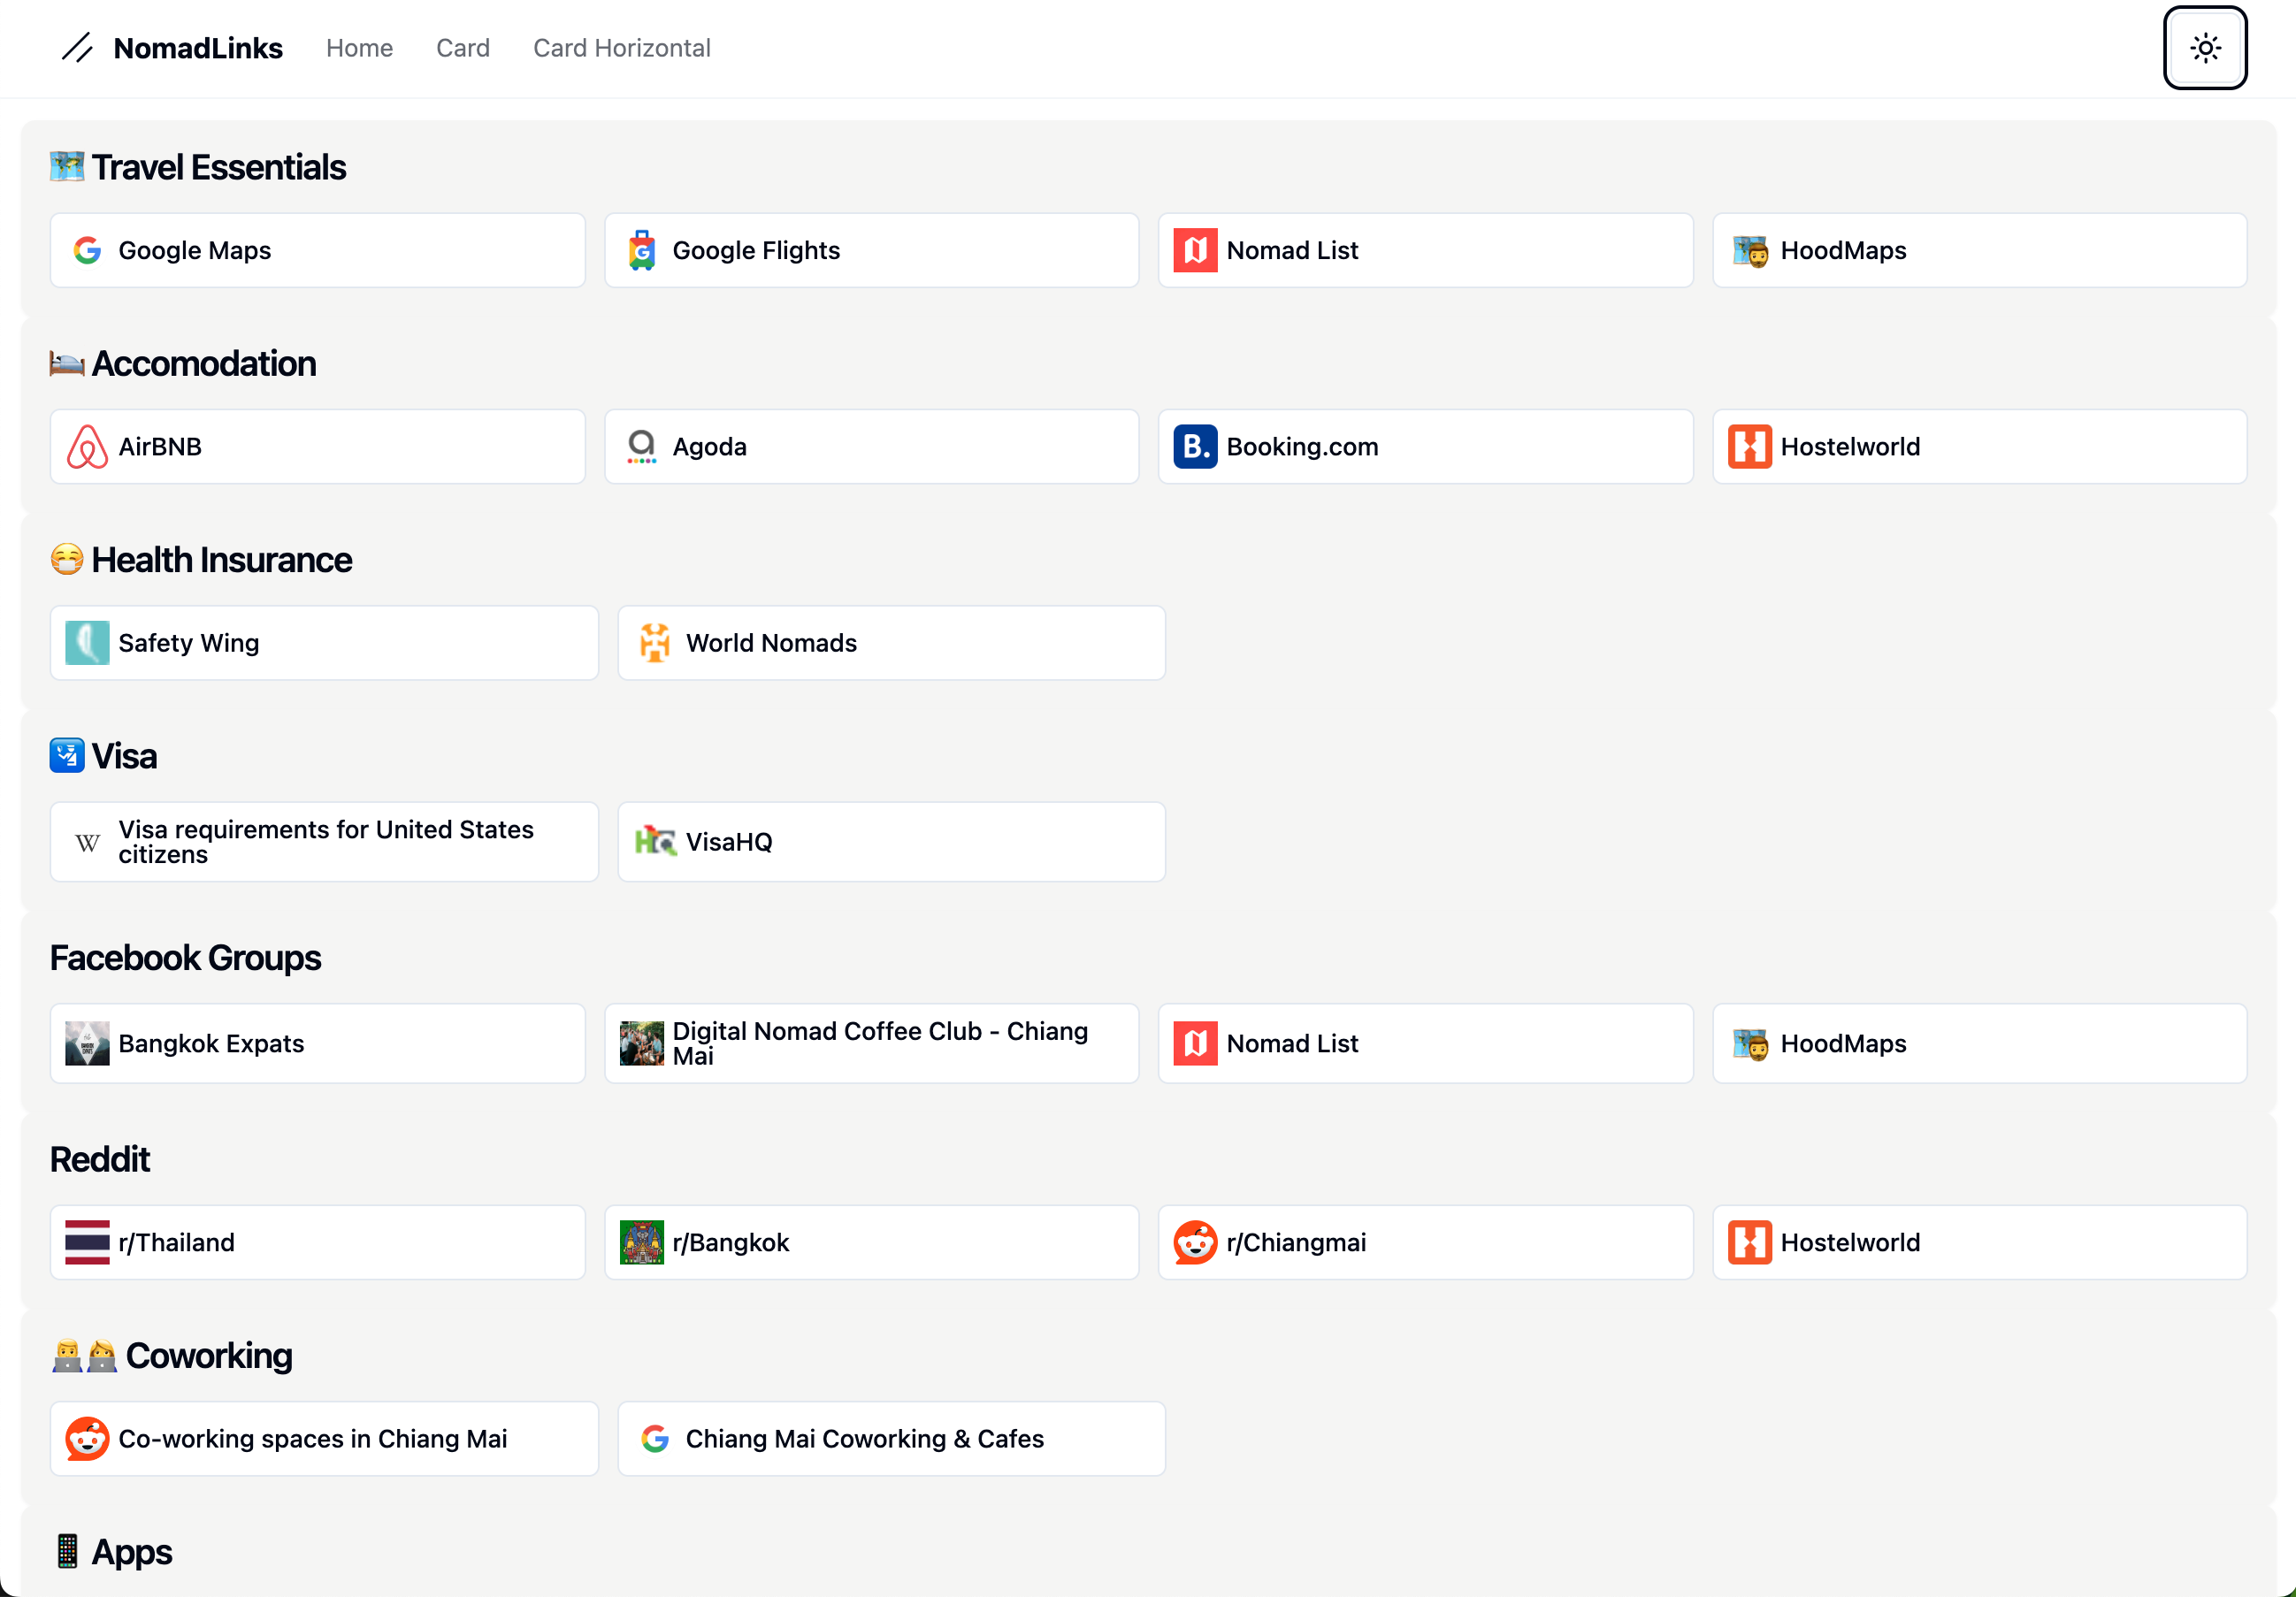 NomadLinks Home Card Card Horizontal
🗺️ Travel Essentials
Google Maps Google Flights Nomad List HoodMaps
🛏️ Accomodation
AirBNB Agoda B. Booking.com Hostelworld
😷 Health Insurance
Safety Wing World Nomads
🛂 Visa
W Visa requirements for United States
citizens
HQ VisaHQ
Facebook Groups
Bangkok Expats Digital Nomad Coffee Club - Chiang
Mai
Nomad List HoodMaps
Reddit
r/Thailand r/Bangkok r/Chiangmai Hostelworld
👨‍💻👩‍💻 Coworking
Co-working spaces in Chiang Mai Chiang Mai Coworking & Cafes
📱 Apps